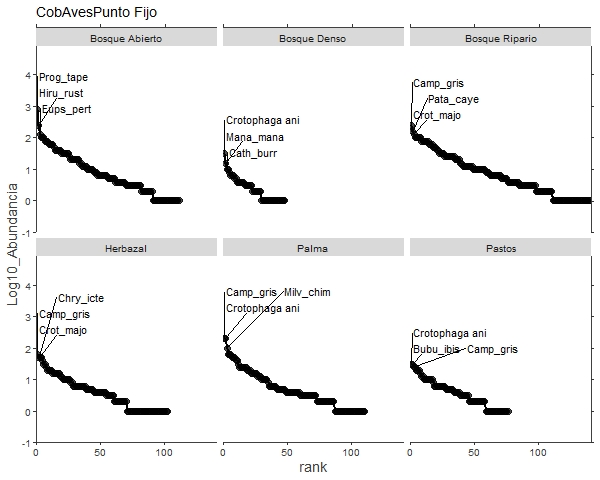 CobAvesPunto Fijo
Bosque Abierto
Bosque Denso
Bosque Ripario
Prog_tape
Hiru_rust
Eups_pert
Crotophaga ani
Mana_mana
Cath_burr
Camp_gris
Pata_caye
Crot_majo
4
3
2
1
0
-1
Herbazal
Palma
Pastos
Chry_icte
Camp_gris
Crot_majo
Camp_gris
Milv_chim
Crotophaga ani
Crotophaga ani
Bubu_ibis
Camp_gris
4
3
2
1
0
-1
0 50 100
0 50 100
0 50 100
Log10_Abundancia
rank